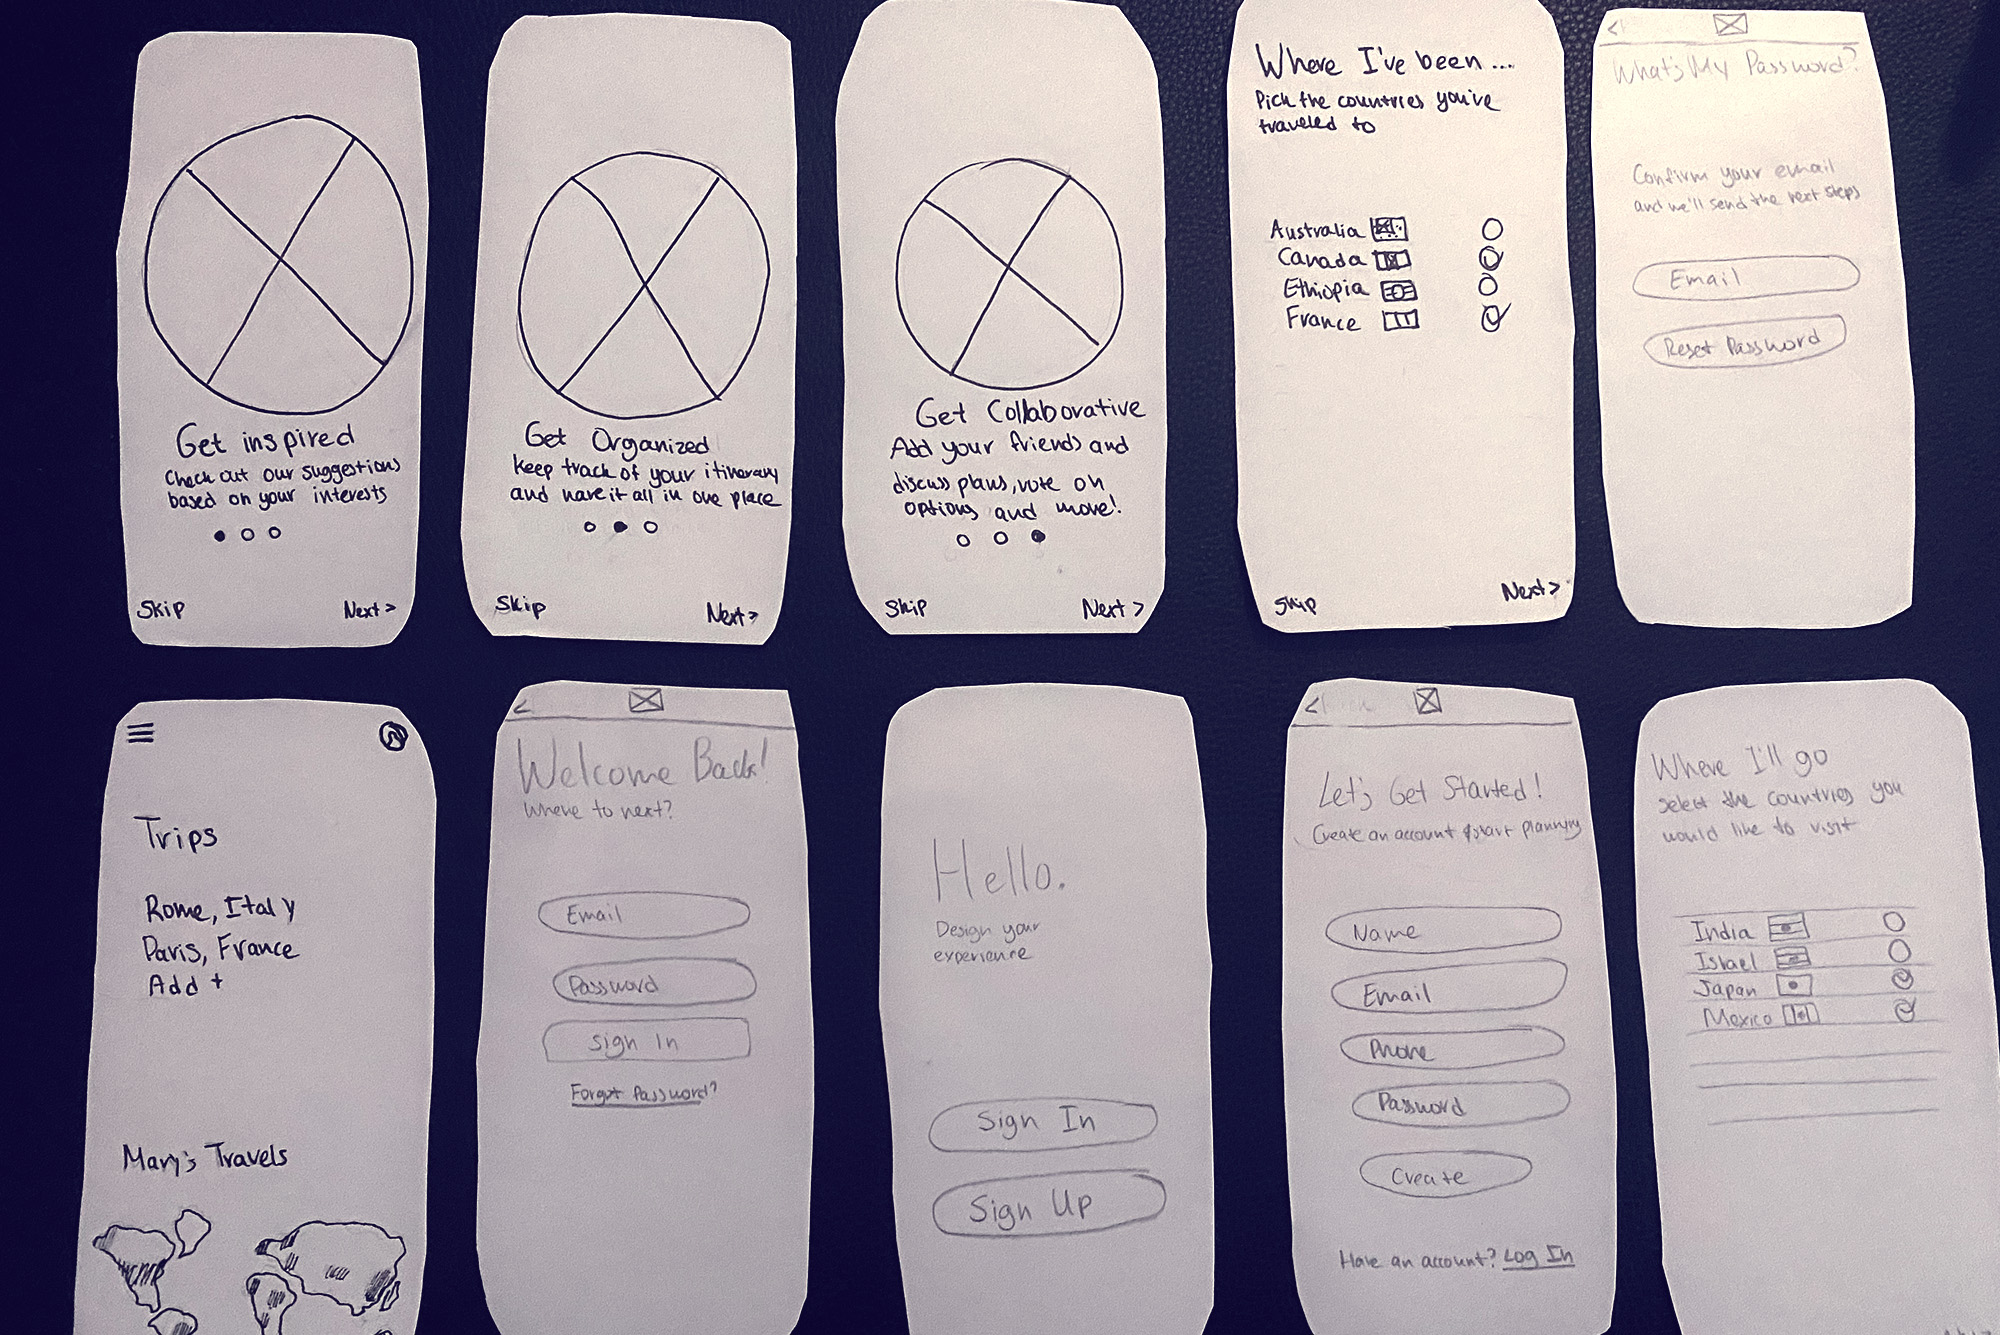 Get inspired
Check out our suggestions
based on your interests
Skip
Next >
Get Organized
Keep track of your itinerary
and have it all in one place
Skip
Next >
Get Collaborative
Add your friends and
discuss plans, vote on
options and more!
Skip
Next >
Where I've been ...
Pick the countries you've
traveled to
Australia
Canada
Ethiopia
France
Skip
Next >
<
What's My Password?
Confirm your email
and we'll send the next steps
Email
Reset Password
Trips
Rome, Italy
Paris, France
Add +
Mary's Travels
<
Welcome Back!
Where to next?
Email
Password
Sign In
Forgot Password?
Hello.
Design your
experience
Sign In
Sign Up
<
Let's Get Started!
Create an account & start planning
Name
Email
Phone
Password
Create
Have an account? Log In
Where I'll go
select the countries you
would like to visit
India
Israel
Japan
Mexico